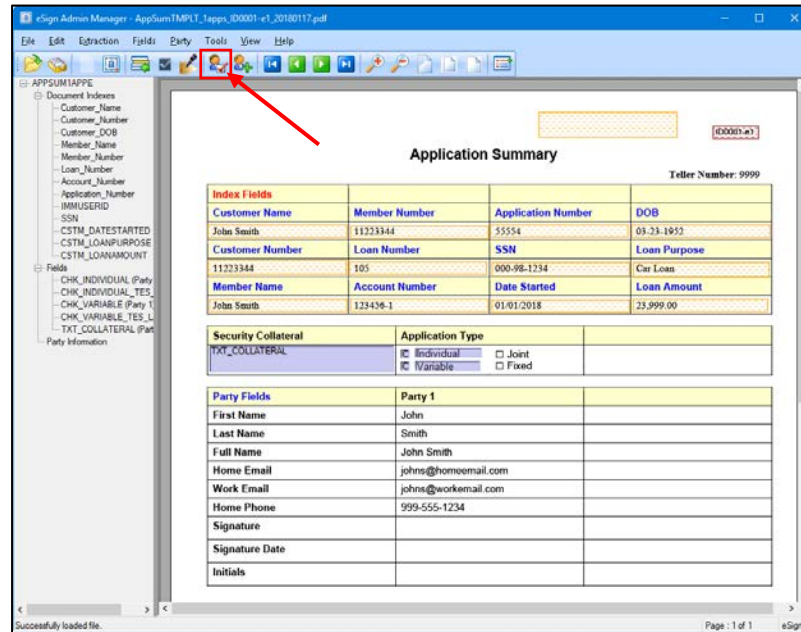 eSign Admin Manager - AppSumTMPLT_1apps_ID0001-e1_20180117.pdf
File Edit Extraction Fields Party Tools View Help
APPSUM1APPE
Document Indexes
Customer_Name
Customer_Number
Customer_DOB
Member_Name
Member_Number
Loan_Number
Account_Number
Application_Number
IMMUSERID
SSN
CSTM_DATESTARTED
CSTM_LOANPURPOSE
CSTM_LOANAMOUNT
Fields
CHK_INDIVIDUAL (Party
CHK_INDIVIDUAL_TES_
CHK_VARIABLE (Party 1)
CHK_VARIABLE_TES_L
TXT_COLLATERAL (Part
Party Information
ID0001-e1
Application Summary
Teller Number: 9999
Index Fields
Customer Name Member Number Application Number DOB
John Smith 11223344 55554 03-23-1952
Customer Number Loan Number SSN Loan Purpose
11223344 105 000-98-1234 Car Loan
Member Name Account Number Date Started Loan Amount
John Smith 123456-1 01/01/2018 23,999.00
Security Collateral Application Type
TXT_COLLATERAL Individual Joint
Variable Fixed
Party Fields Party 1
First Name John
Last Name Smith
Full Name John Smith
Home Email johns@homeemail.com
Work Email johns@workemail.com
Home Phone 999-555-1234
Signature
Signature Date
Initials
Successfully loaded file. Page : 1 of 1 eSign